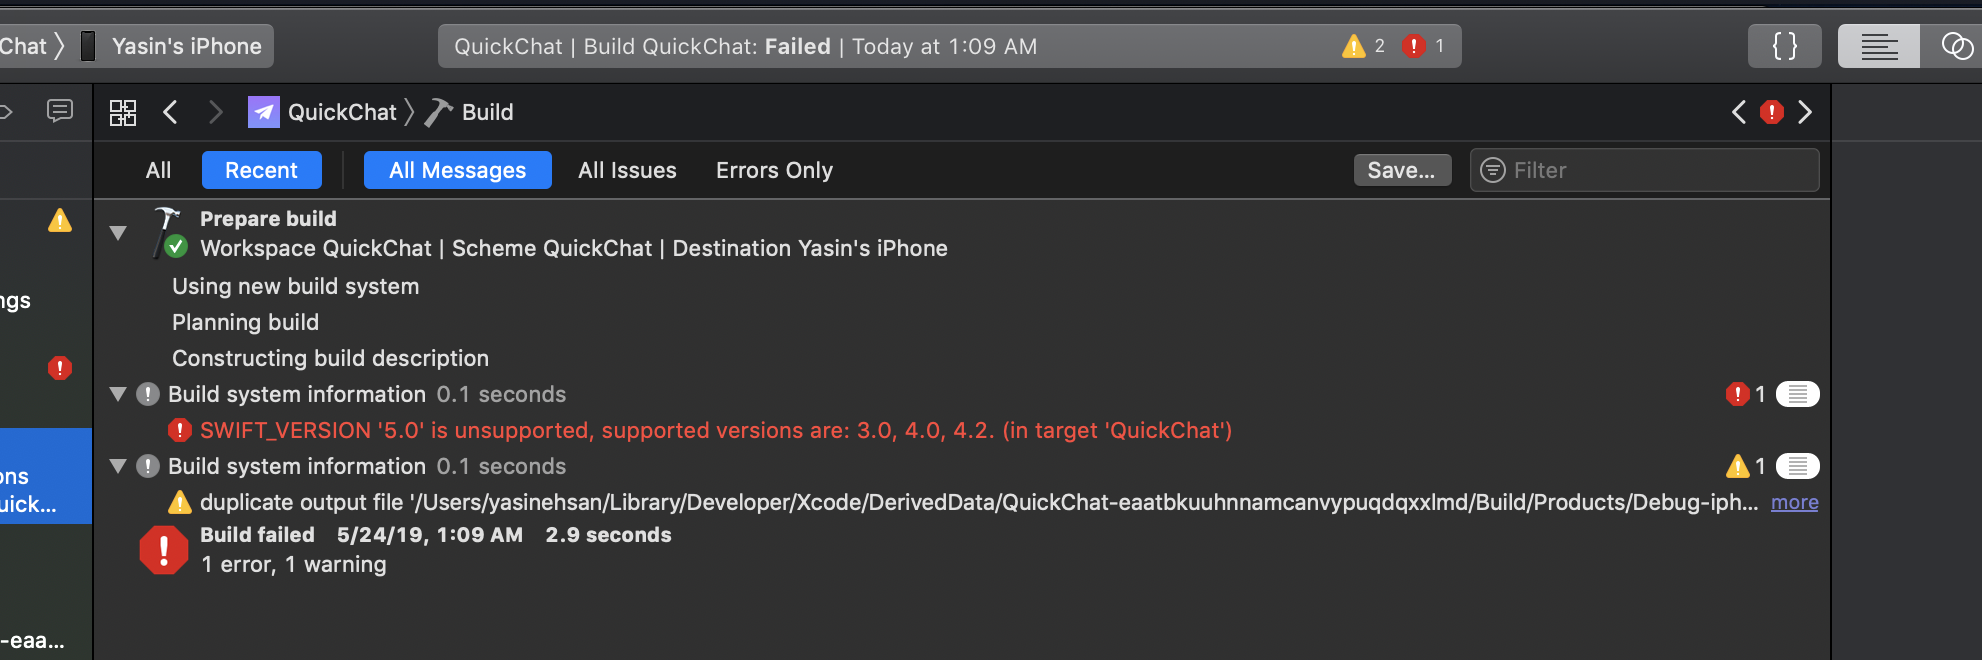 Chat Yasin's iPhone
QuickChat | Build QuickChat: Failed | Today at 1:09 AM 2 1
{}
QuickChat Build
All Recent All Messages All Issues Errors Only Save... Filter
Prepare build
Workspace QuickChat | Scheme QuickChat | Destination Yasin's iPhone
Using new build system
ngs
Planning build
Constructing build description
Build system information 0.1 seconds 1
SWIFT_VERSION '5.0' is unsupported, supported versions are: 3.0, 4.0, 4.2. (in target 'QuickChat')
Build system information 0.1 seconds 1
ons
duplicate output file '/Users/yasinehsan/Library/Developer/Xcode/DerivedData/QuickChat-eaatbkuuhnnamcanvypuqdqxxlmd/Build/Products/Debug-iph... more
uick...
Build failed 5/24/19, 1:09 AM 2.9 seconds
1 error, 1 warning
-eaa...